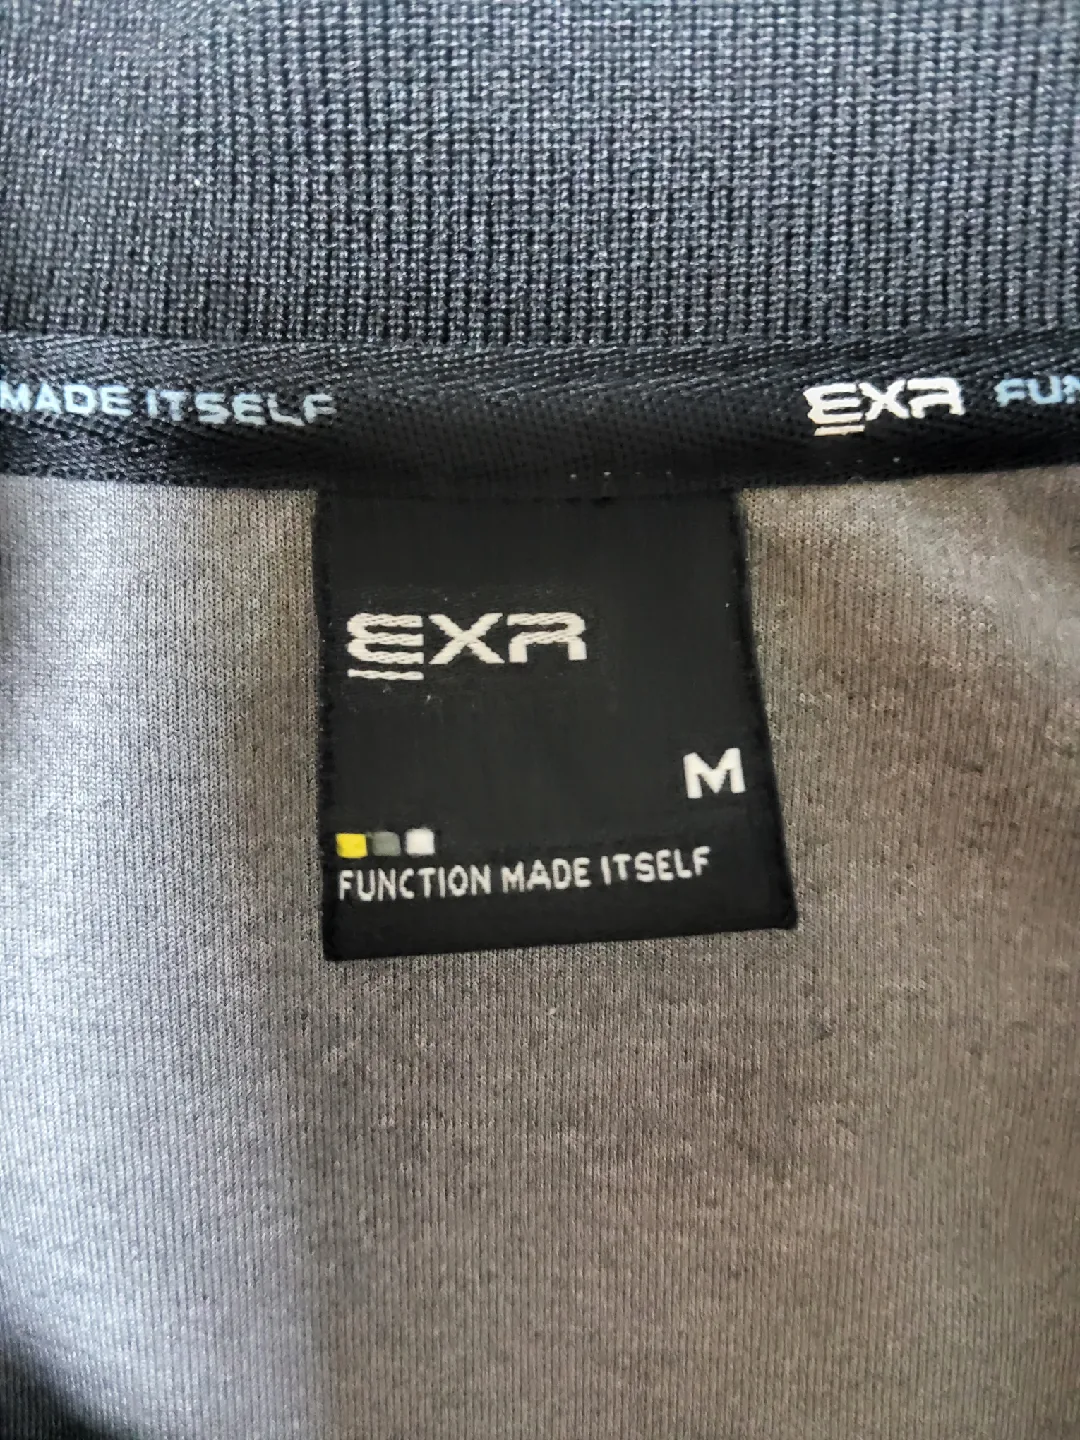 MADE ITSELF
EXR FUN
EXR
M
FUNCTION MADE ITSELF